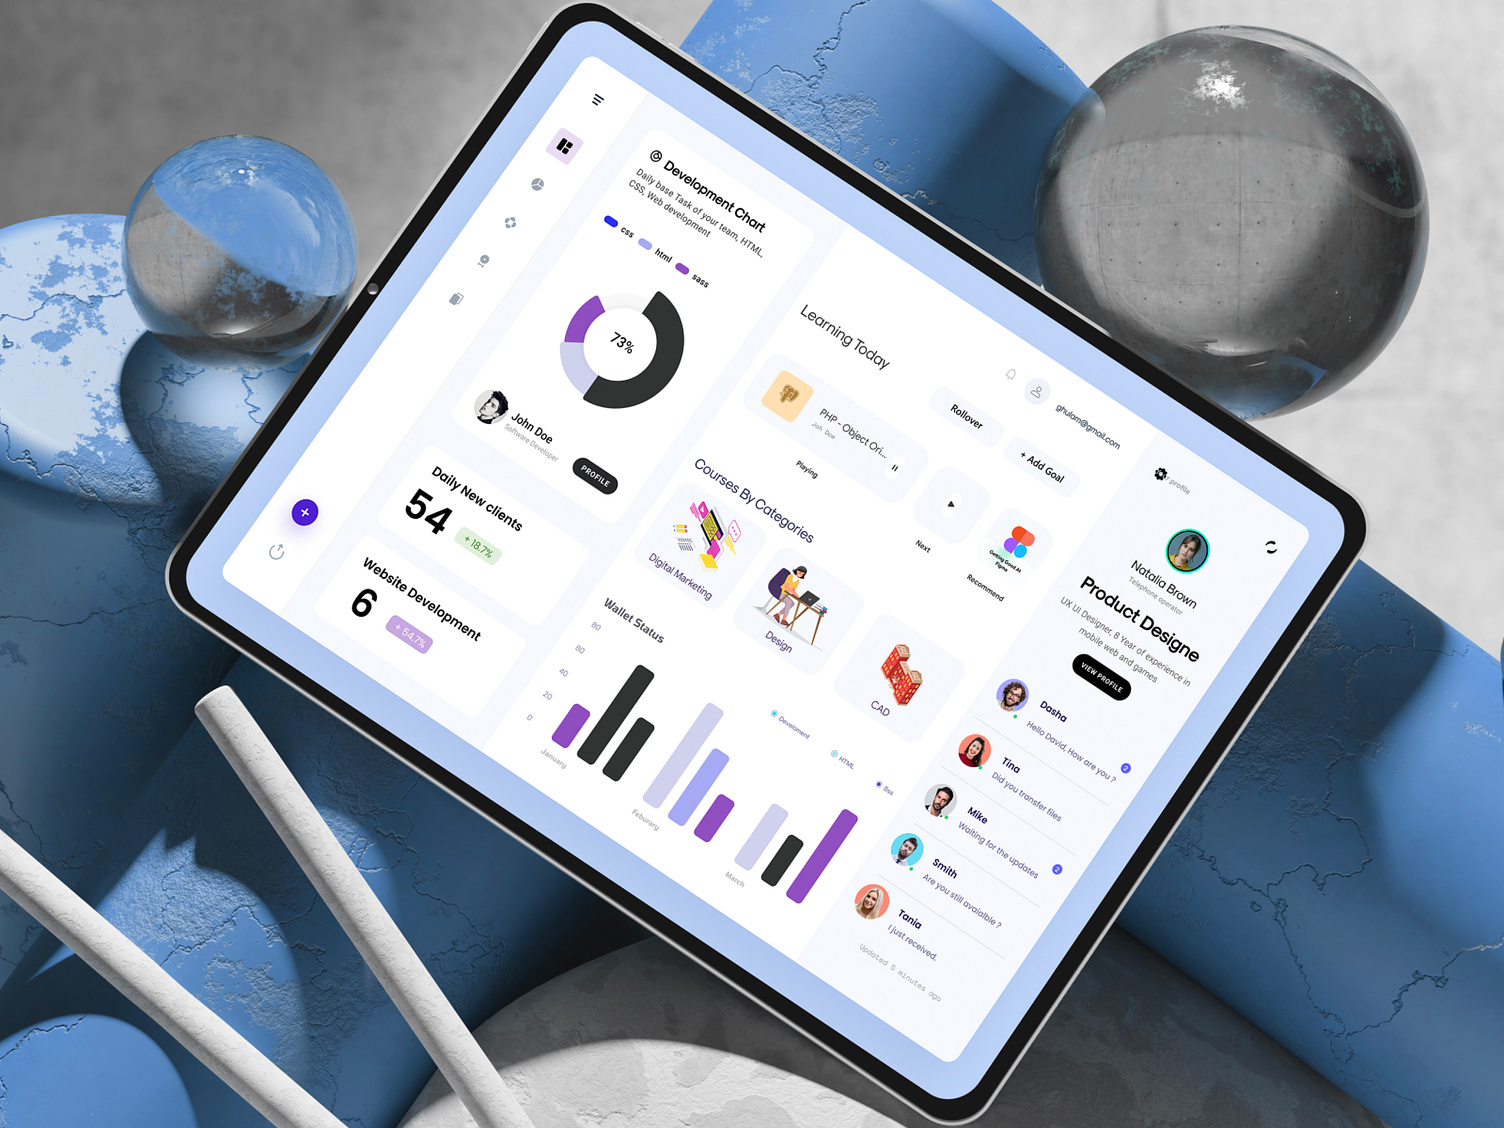 Development Chart
Daily base Task of your team, HTML,
CSS, Web development
css
html
sass
73%
John Doe
Software Developer
PROFILE
Daily New clients
54
+ 18.7%
Website Development
6
+ 54.7%
Learning Today
PHP - Object Ori...
Jon Doe
Playing
Next
Getting Good At
Figma
Recommend
Rollover
+ Add Goal
ghulam@gmail.com
Courses By Categories
Digital Marketing
Design
CAD
Wallet Status
80
60
40
20
0
January
Feburary
March
Develoment
HTML
Sss
r profile
Natalia Brown
Telephone operator
Product Designe
UX UI Designer, 8 Year of experience in
mobile web and games
VIEW PROFILE
Dasha
Hello David, How are you ?
2
Tina
Did you transfer files
Mike
Waiting for the updates
2
Smith
Are you still avaialble ?
Tania
I just received.
Updated 5 minutes ago